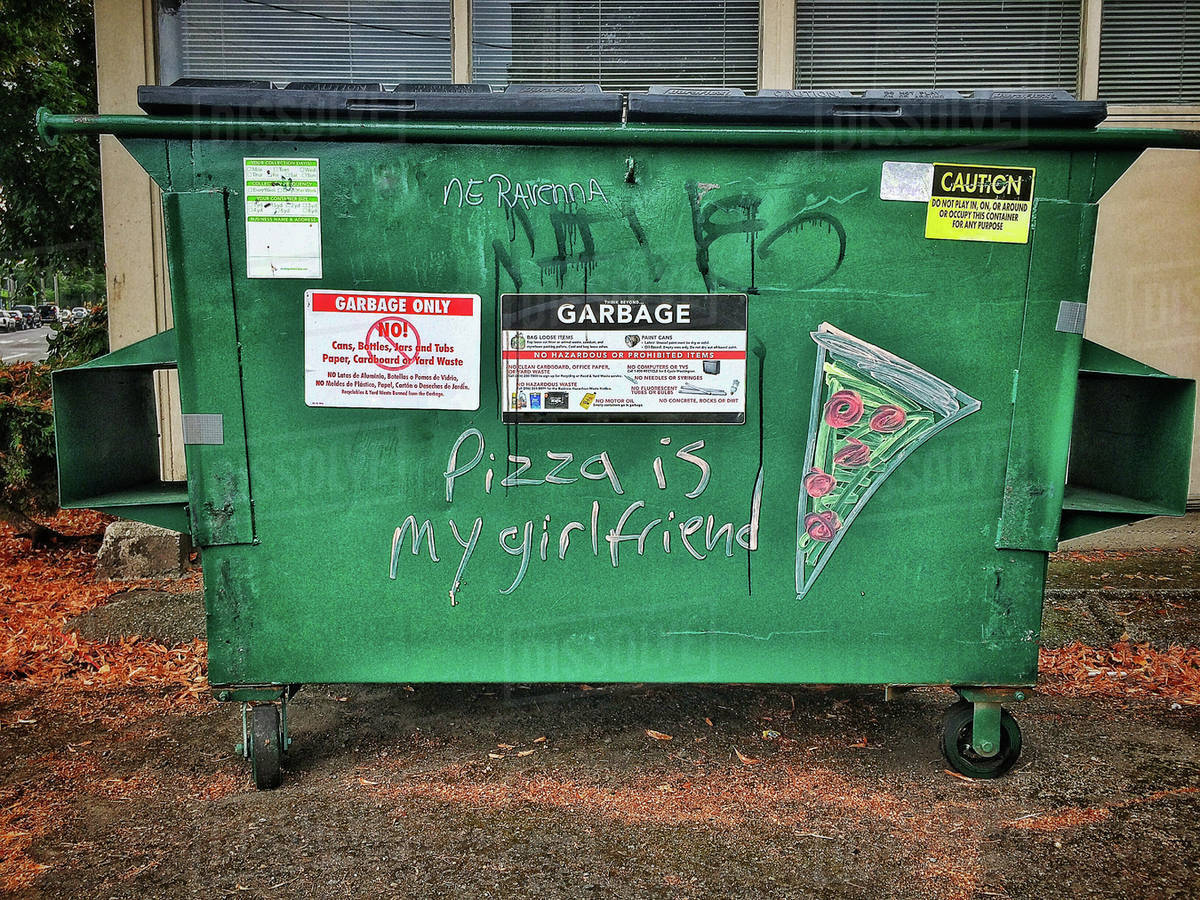 YOUR COLLECTION DAY(S)
NE RAVENNA
CAUTION
DO NOT PLAY IN, ON, OR AROUND
OR OCCUPY THIS CONTAINER
FOR ANY PURPOSE
GARBAGE ONLY
NO!
Cans, Bottles, Jars and Tubs
Paper, Cardboard or Yard Waste
NO Latas de Aluminio, Botellas o Pomos de Vidrio,
NO Moldes de Plástico, Papel, Cartón o Desechos de Jardín.
Recyclables & Yard Waste Banned from the Garbage.
THINK BEYOND...
GARBAGE
BAG LOOSE ITEMS
PAINT CANS
NO HAZARDOUS OR PROHIBITED ITEMS
NO CLEAN CARDBOARD, OFFICE PAPER,
OR YARD WASTE
NO COMPUTERS OR TVS
NO NEEDLES OR SYRINGES
NO HAZARDOUS WASTE
NO FLUORESCENT
TUBES OR BULBS
NO MOTOR OIL
NO CONCRETE, ROCKS OR DIRT
Pizza is
my girlfriend
DISSOLVE